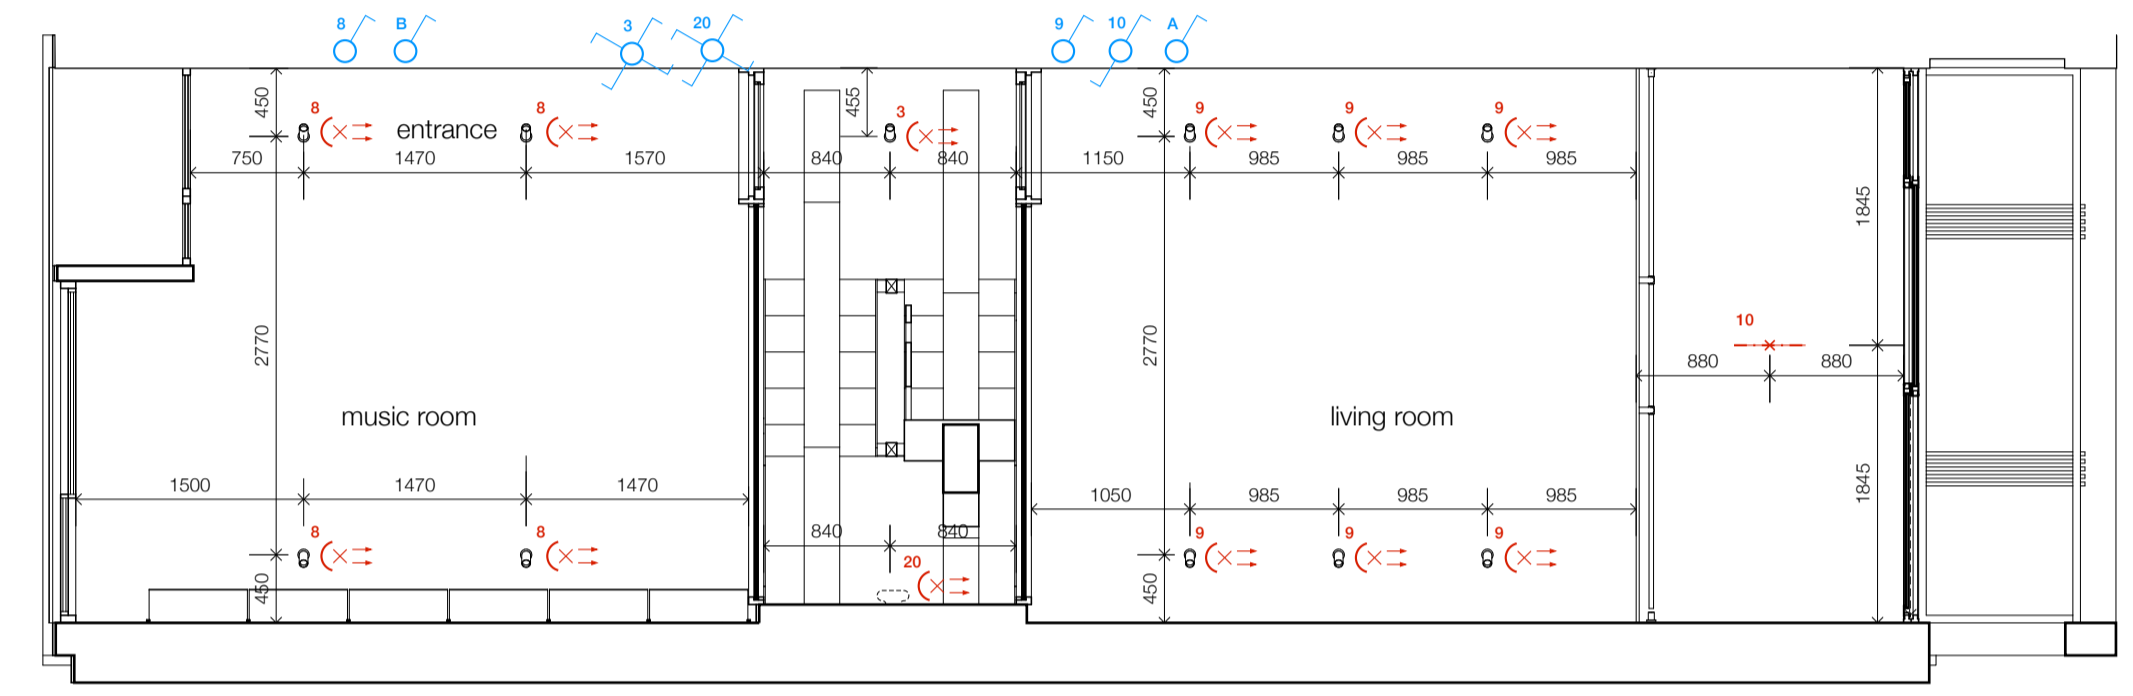 8 B 3 20 9 10 A
450 8 8 455 3 450 9 9 9
entrance
750 1470 1570 840 840 1150 985 985 985
1845
10
2770 2770 880 880
music room living room
1500 1470 1470 1050 985 985 985 1845
8 8 840 840 9 9 9
20
450 450